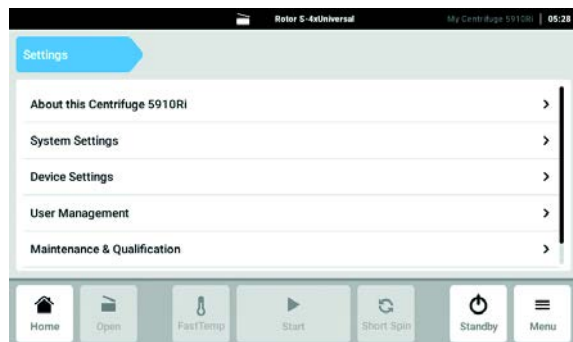 Rotor S-4xUniversal My Centrifuge 5910Ri 05:28
Settings
About this Centrifuge 5910Ri
System Settings
Device Settings
User Management
Maintenance & Qualification
Home Open FastTemp Start Short Spin Standby Menu